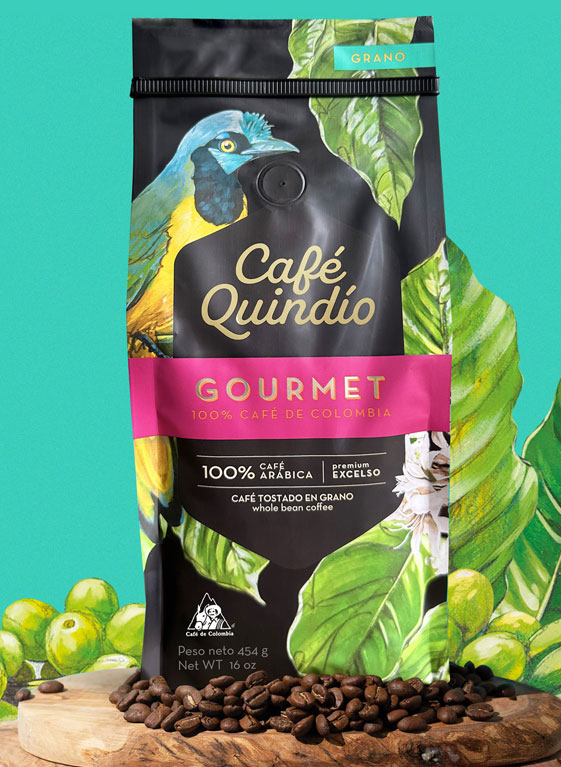 GRANO
Café
Quindío
GOURMET
100% CAFÉ DE COLOMBIA
100% CAFÉ ARÁBICA | premium EXCELSO
CAFÉ TOSTADO EN GRANO
whole bean coffee
Café de Colombia
Peso neto 454 g
Net WT 16 oz